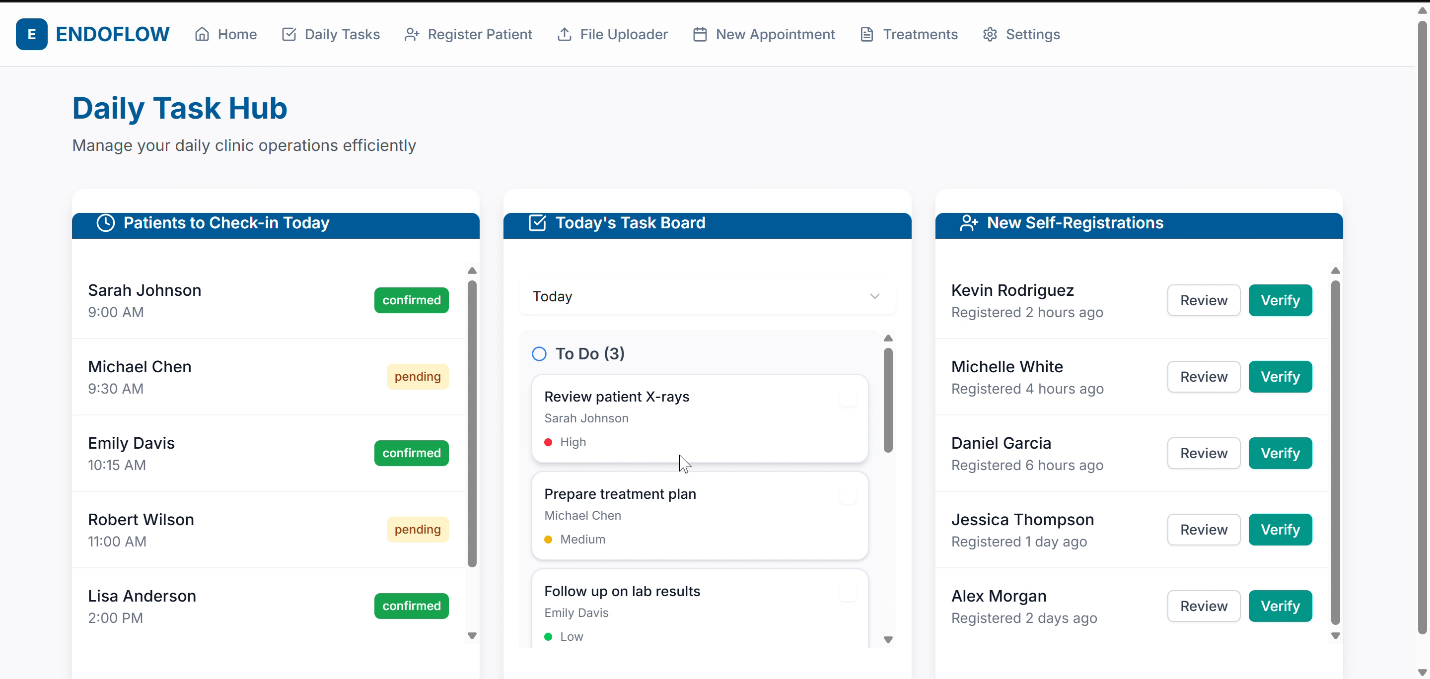 E ENDOFLOW Home Daily Tasks Register Patient File Uploader New Appointment Treatments Settings
Daily Task Hub
Manage your daily clinic operations efficiently
Patients to Check-in Today
Sarah Johnson
9:00 AM
confirmed
Michael Chen
9:30 AM
pending
Emily Davis
10:15 AM
confirmed
Robert Wilson
11:00 AM
pending
Lisa Anderson
2:00 PM
confirmed
Today's Task Board
Today
To Do (3)
Review patient X-rays
Sarah Johnson
High
Prepare treatment plan
Michael Chen
Medium
Follow up on lab results
Emily Davis
Low
New Self-Registrations
Kevin Rodriguez
Registered 2 hours ago
Review Verify
Michelle White
Registered 4 hours ago
Review Verify
Daniel Garcia
Registered 6 hours ago
Review Verify
Jessica Thompson
Registered 1 day ago
Review Verify
Alex Morgan
Registered 2 days ago
Review Verify